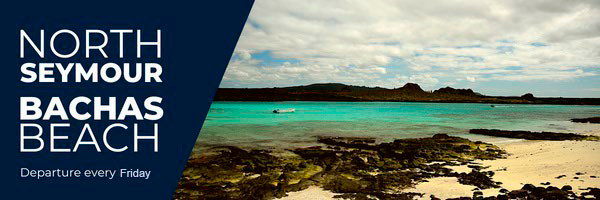 NORTH
SEYMOUR
BACHAS
BEACH
Departure every Friday